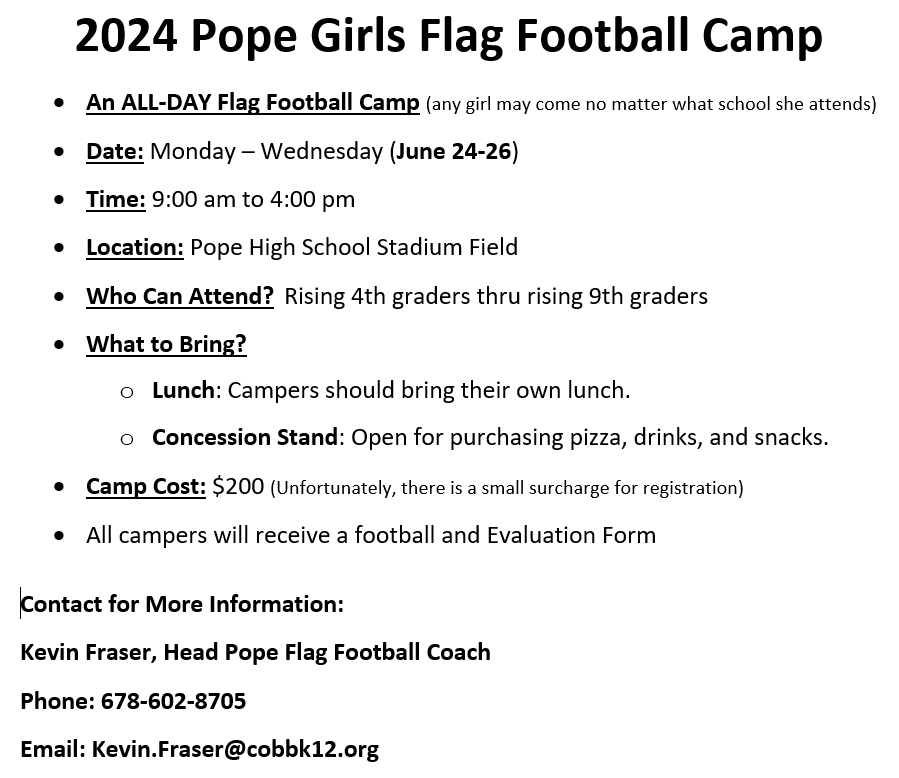 2024 Pope Girls Flag Football Camp
• An ALL-DAY Flag Football Camp (any girl may come no matter what school she attends)
• Date: Monday – Wednesday (June 24-26)
• Time: 9:00 am to 4:00 pm
• Location: Pope High School Stadium Field
• Who Can Attend? Rising 4th graders thru rising 9th graders
• What to Bring?
o Lunch: Campers should bring their own lunch.
o Concession Stand: Open for purchasing pizza, drinks, and snacks.
• Camp Cost: $200 (Unfortunately, there is a small surcharge for registration)
• All campers will receive a football and Evaluation Form
Contact for More Information:
Kevin Fraser, Head Pope Flag Football Coach
Phone: 678-602-8705
Email: Kevin.Fraser@cobbk12.org